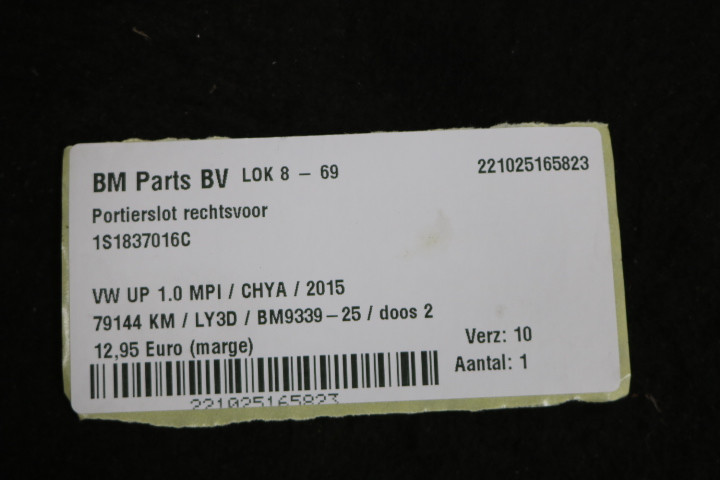 BM Parts BV LOK 8 – 69 221025165823
Portierslot rechtsvoor
1S1837016C
VW UP 1.0 MPI / CHYA / 2015
79144 KM / LY3D / BM9339-25 / doos 2
12,95 Euro (marge) Verz: 10
Aantal: 1
221025165823